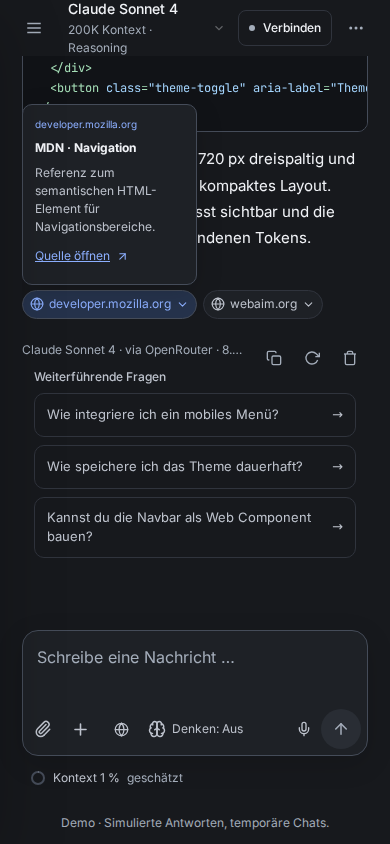 Claude Sonnet 4
200K Kontext ·
Reasoning
Verbinden
</div>
<button class="theme-toggle" aria-label="Theme
developer.mozilla.org
MDN · Navigation
Referenz zum
semantischen HTML-
Element für
Navigationsbereiche.
Quelle öffnen
720 px dreispaltig und
kompaktes Layout.
sichtbar und die
Tokens.
developer.mozilla.org
webaim.org
Claude Sonnet 4 · via OpenRouter · 8....
Weiterführende Fragen
Wie integriere ich ein mobiles Menü? →
Wie speichere ich das Theme dauerhaft? →
Kannst du die Navbar als Web Component
bauen? →
Schreibe eine Nachricht ...
Denken: Aus
Kontext 1 % geschätzt
Demo · Simulierte Antworten, temporäre Chats.